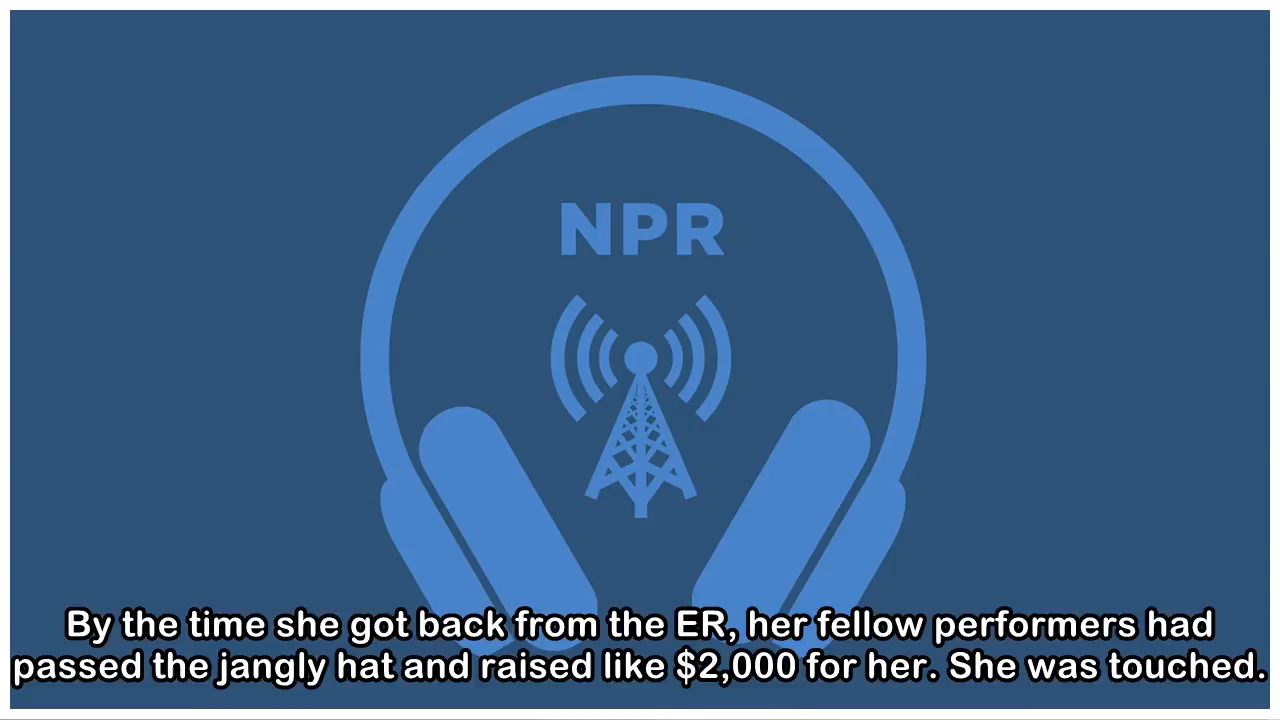 NPR
By the time she got back from the ER, her fellow performers had
passed the jangly hat and raised like $2,000 for her. She was touched.